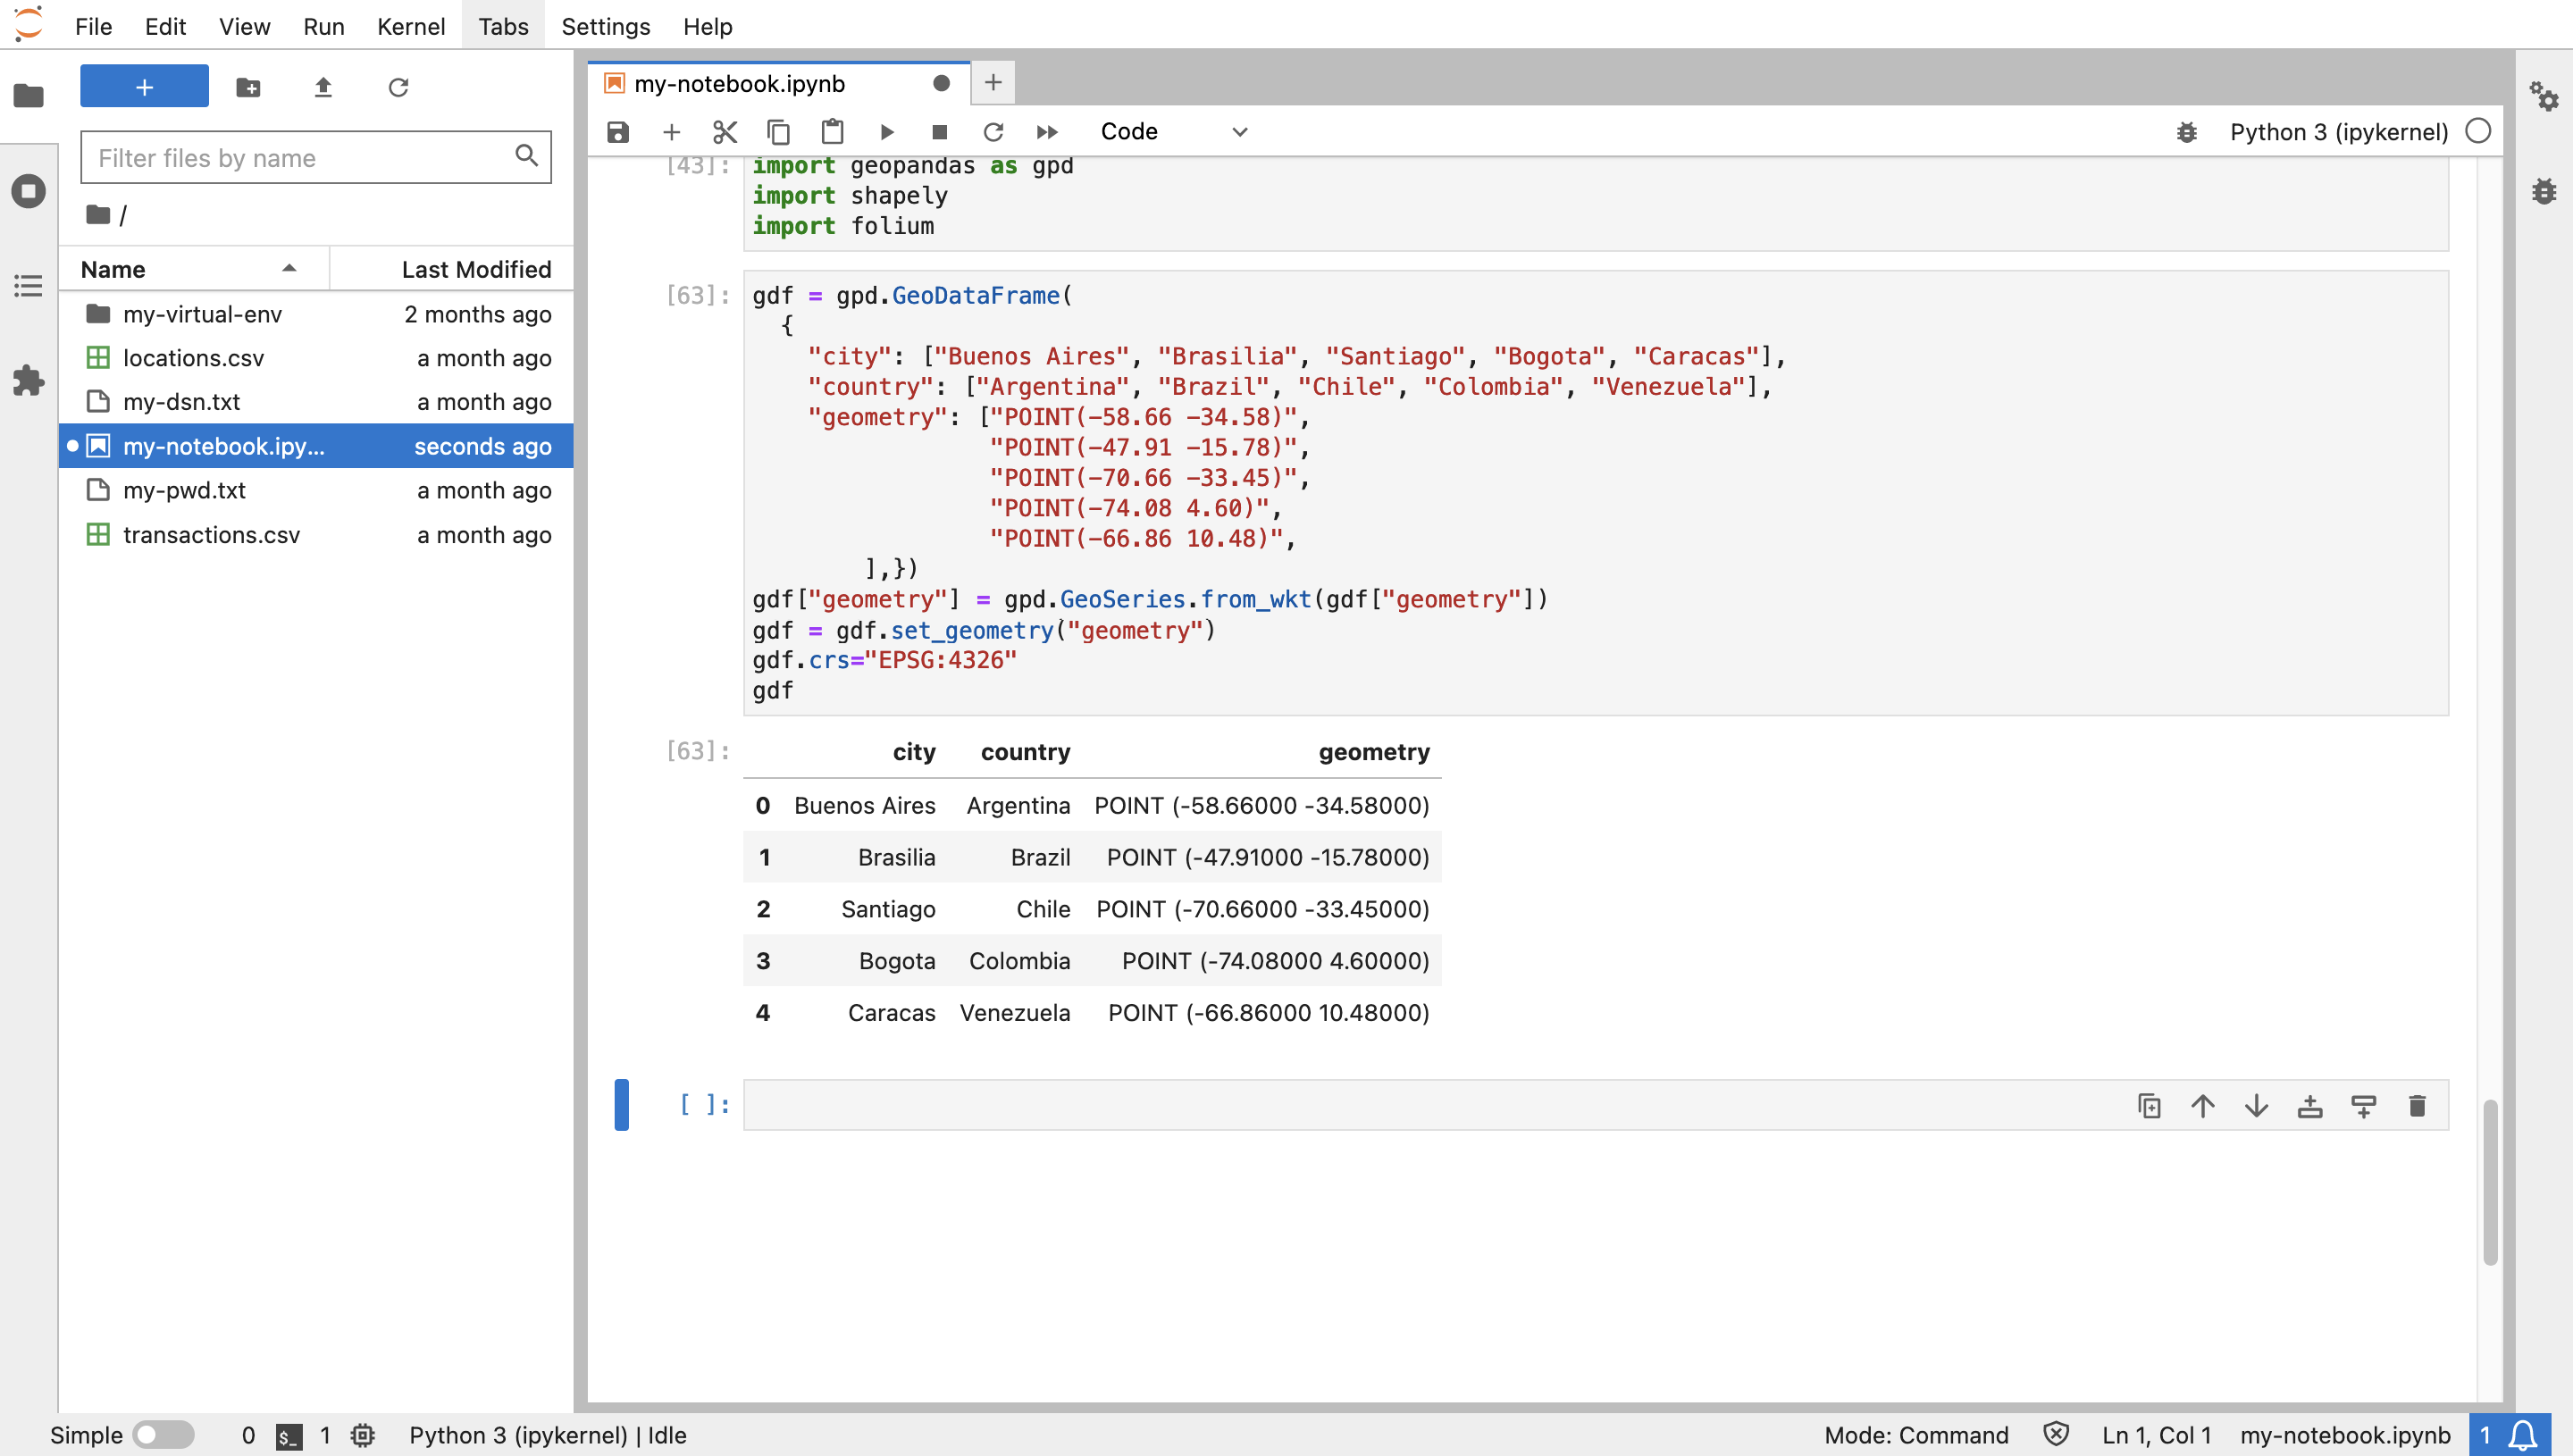 File Edit View Run Kernel Tabs Settings Help
my-notebook.ipynb
Filter files by name
/
Name Last Modified
my-virtual-env 2 months ago
locations.csv a month ago
my-dsn.txt a month ago
my-notebook.ipy... seconds ago
my-pwd.txt a month ago
transactions.csv a month ago
Code Python 3 (ipykernel)
[43]: import geopandas as gpd
import shapely
import folium
[63]: gdf = gpd.GeoDataFrame(
{
"city": ["Buenos Aires", "Brasilia", "Santiago", "Bogota", "Caracas"],
"country": ["Argentina", "Brazil", "Chile", "Colombia", "Venezuela"],
"geometry": ["POINT(-58.66 -34.58)",
"POINT(-47.91 -15.78)",
"POINT(-70.66 -33.45)",
"POINT(-74.08 4.60)",
"POINT(-66.86 10.48)",
],})
gdf["geometry"] = gpd.GeoSeries.from_wkt(gdf["geometry"])
gdf = gdf.set_geometry("geometry")
gdf.crs="EPSG:4326"
gdf
[63]: city country geometry
0 Buenos Aires Argentina POINT (-58.66000 -34.58000)
1 Brasilia Brazil POINT (-47.91000 -15.78000)
2 Santiago Chile POINT (-70.66000 -33.45000)
3 Bogota Colombia POINT (-74.08000 4.60000)
4 Caracas Venezuela POINT (-66.86000 10.48000)
[ ]:
Simple 0 $_ 1 Python 3 (ipykernel) | Idle Mode: Command Ln 1, Col 1 my-notebook.ipynb 1